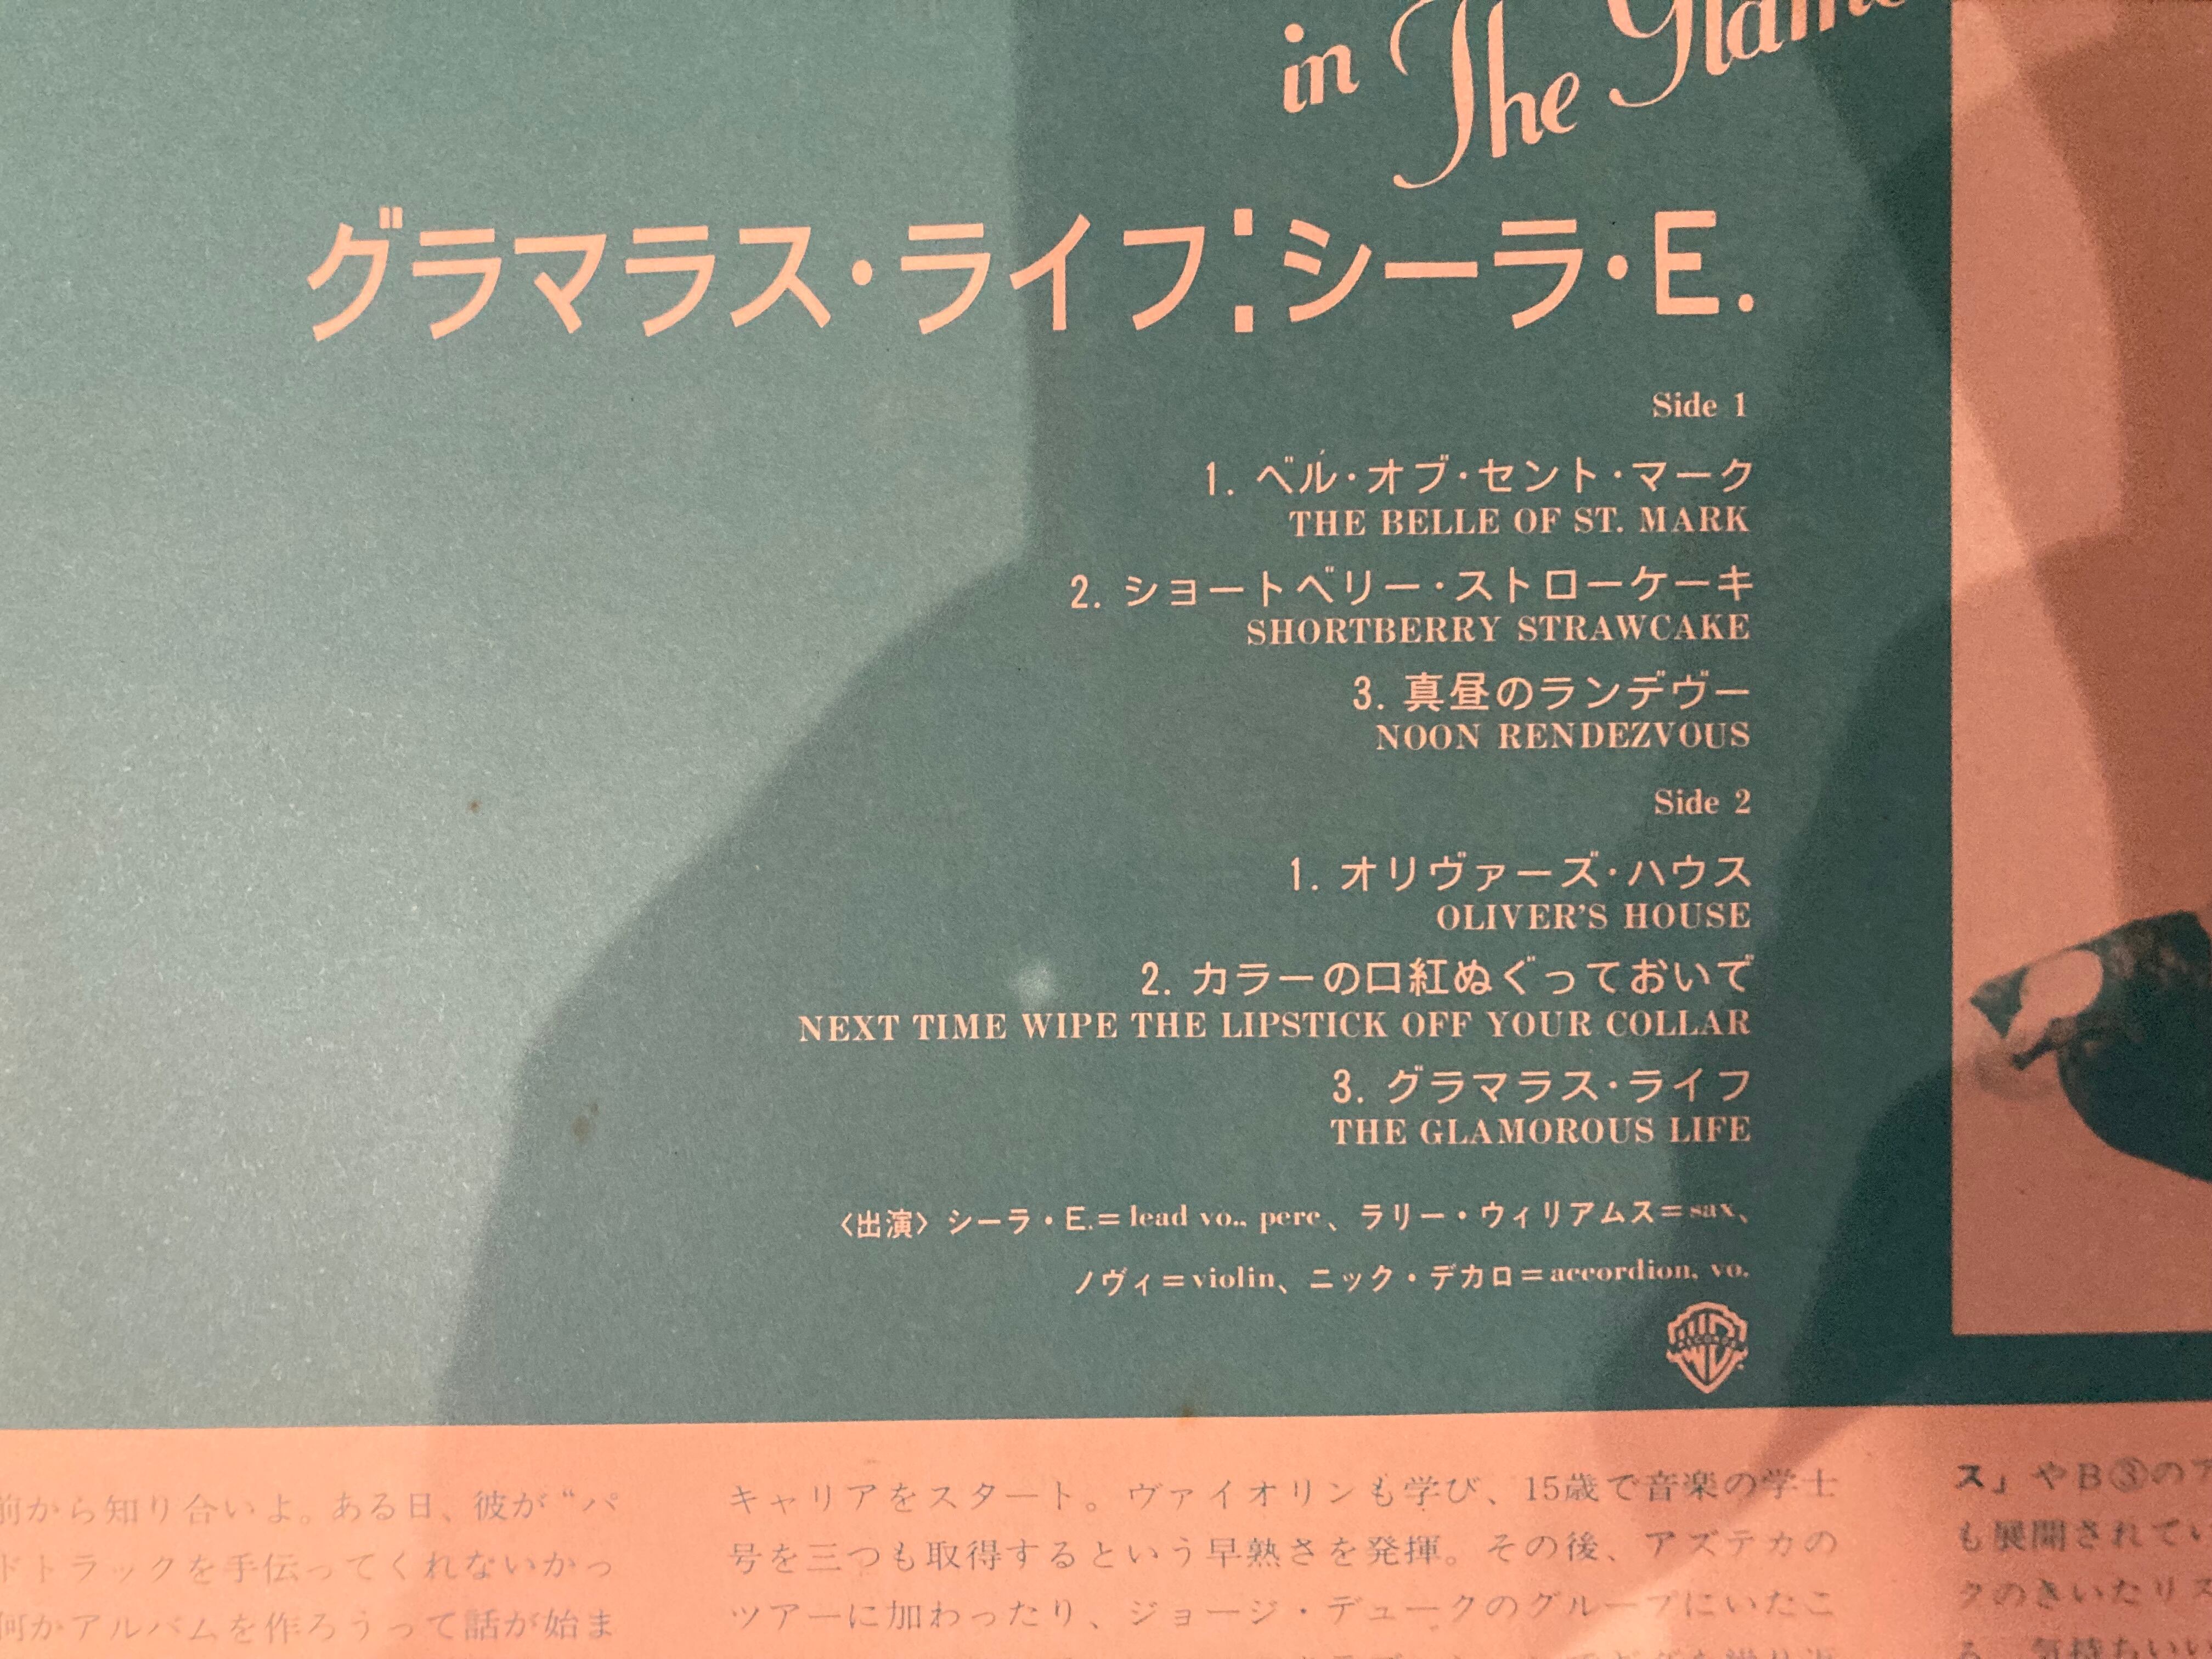 in The
グラマラス・ライフ:シーラ・E.
Side 1
1. ベル・オブ・セント・マーク
THE BELLE OF ST. MARK
2. ショートベリー・ストローケーキ
SHORTBERRY STRAWCAKE
3. 真昼のランデヴー
NOON RENDEZVOUS
Side 2
1. オリヴァーズ・ハウス
OLIVER'S HOUSE
2. カラーの口紅ぬぐっておいで
NEXT TIME WIPE THE LIPSTICK OFF YOUR COLLAR
3. グラマラス・ライフ
THE GLAMOROUS LIFE
〈出演〉シーラ・E.=lead vo., perc、ラリー・ウィリアムス=sax、
ノヴィ=violin、ニック・デカロ=accordion, vo.
RECORDS
前から知り合いよ。ある日、彼が“パ
ドトラックを手伝ってくれないかっ
何かアルバムを作ろうって話が始ま
キャリアをスタート。ヴァイオリンも学び、15歳で音楽の学士
号を三つも取得するという早熟さを発揮。その後、アズテカの
ツアーに加わったり、ジョージ・デュークのグループにいたこ
ス」やB③のア
も展開されてい
クのきいたリズ
る。気持ちいい